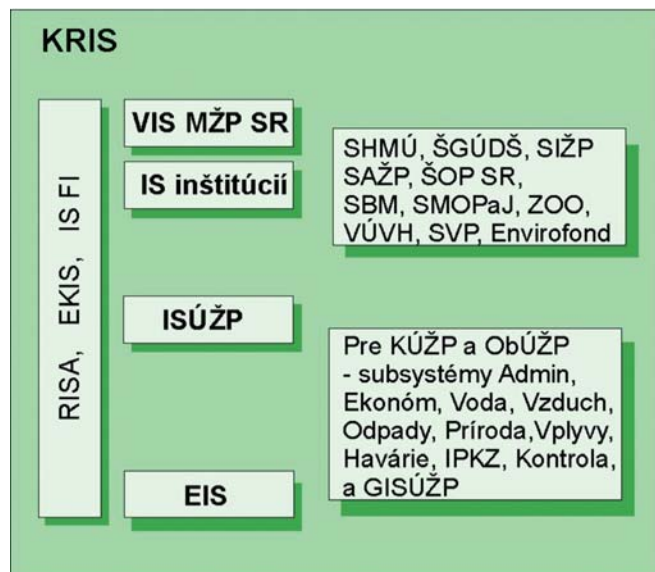 KRIS
RISA, EKIS, IS FI
VIS MŽP SR
IS inštitúcií
SHMÚ, ŠGÚDŠ, SIŽP
SAŽP, ŠOP SR,
SBM, SMOPaJ, ZOO,
VÚVH, SVP, Envirofond
ISÚŽP
Pre KÚŽP a ObÚŽP
- subsystémy Admin,
Ekonóm, Voda, Vzduch,
Odpady, Príroda,Vplyvy,
Havárie, IPKZ, Kontrola,
a GISÚŽP
EIS